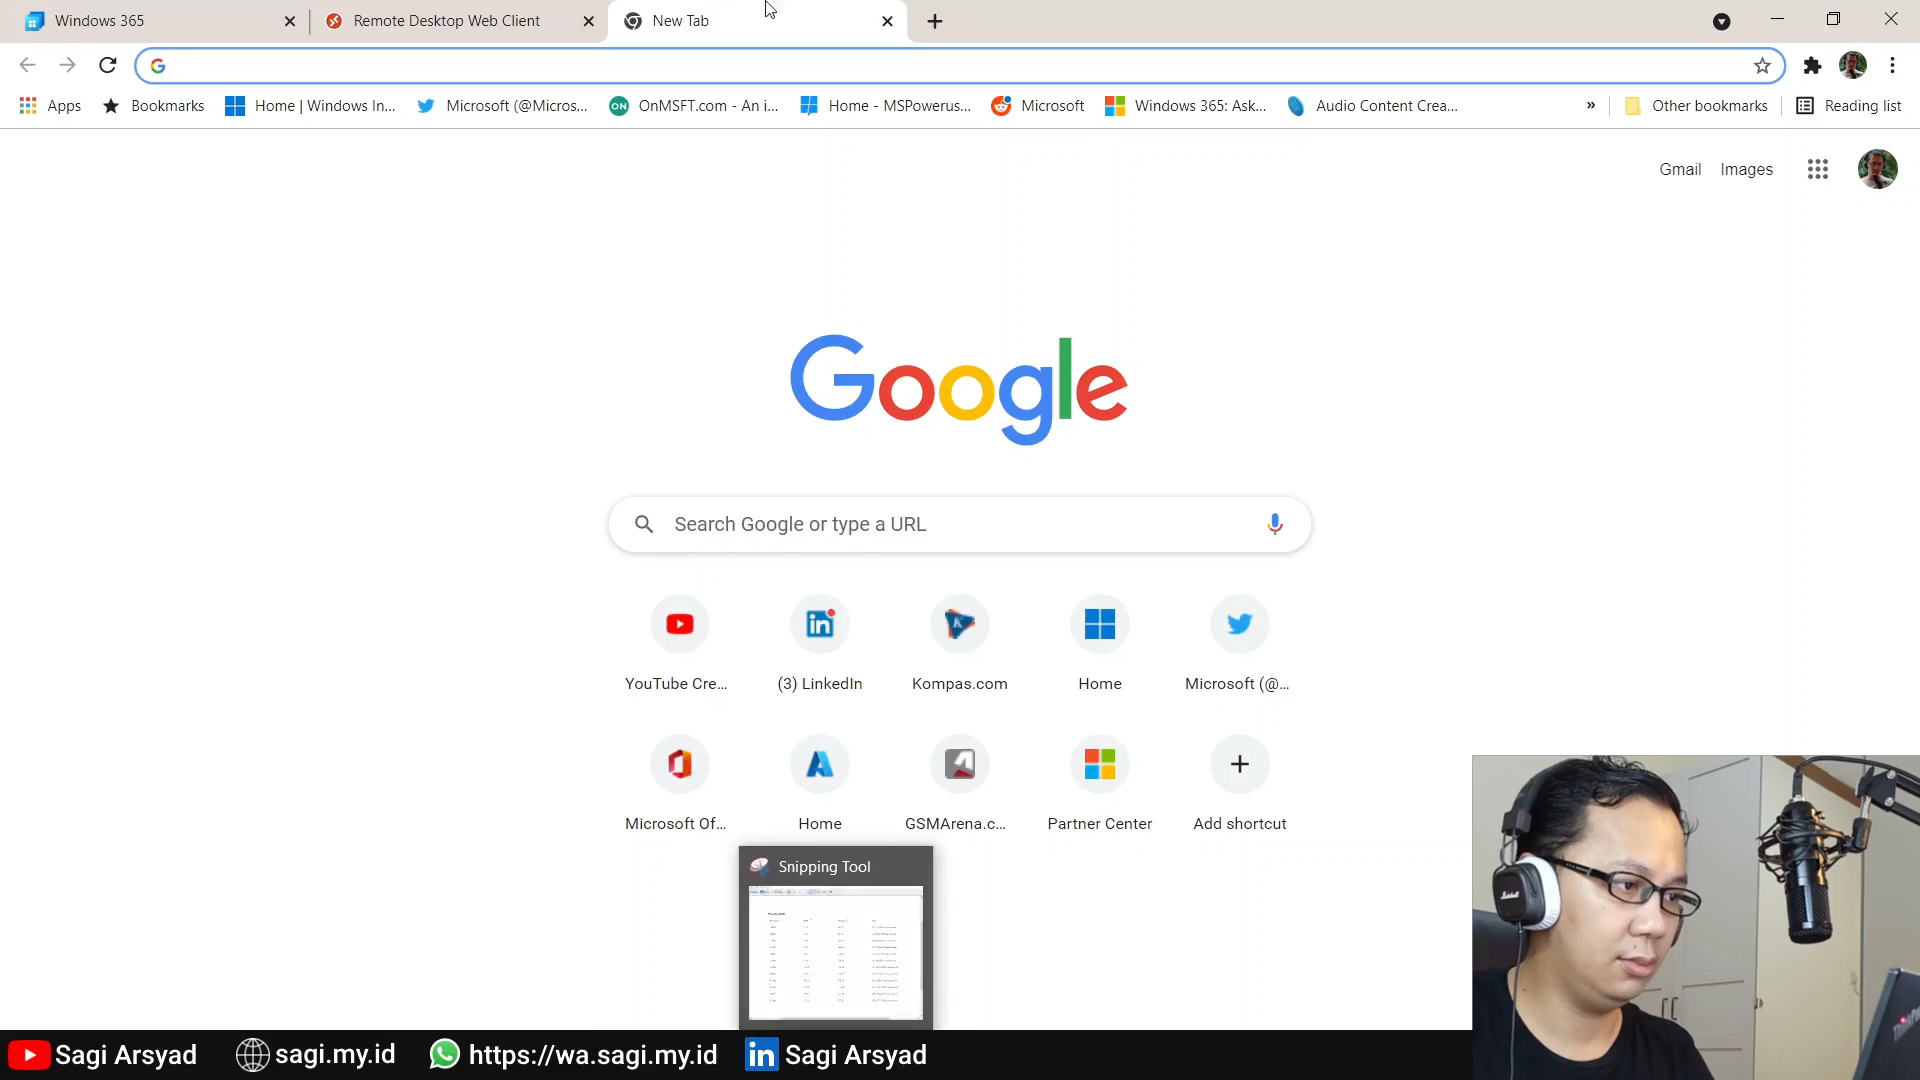 Windows 365
Remote Desktop Web Client
New Tab
Apps
Bookmarks
Home | Windows In...
Microsoft (@Micros...
ON
OnMSFT.com - An i...
Home - MSPowerus...
Microsoft
Windows 365: Ask...
Audio Content Crea...
»
Other bookmarks
Reading list
Gmail
Images
Google
Search Google or type a URL
YouTube Cre...
(3) LinkedIn
Kompas.com
Home
Microsoft (@...
Microsoft Of...
Home
GSMArena.c...
Partner Center
Add shortcut
Snipping Tool
Marshall
Sagi Arsyad
sagi.my.id
https://wa.sagi.my.id
in Sagi Arsyad